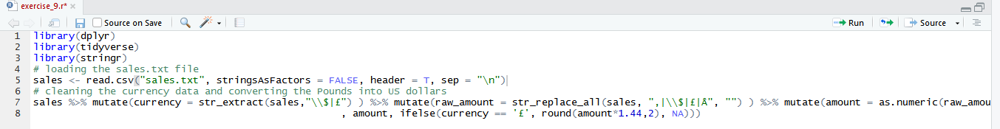 exercise_9.r* ×
Source on Save Run Source
1 library(dplyr)
2 library(tidyverse)
3 library(stringr)
4 # loading the sales.txt file
5 sales <- read.csv("sales.txt", stringsAsFactors = FALSE, header = T, sep = "\n")
6 # cleaning the currency data and converting the Pounds into US dollars
7 sales %>% mutate(currency = str_extract(sales,"\\$|£") ) %>% mutate(raw_amount = str_replace_all(sales, ",|\\$|£|Â", "") ) %>% mutate(amount = as.numeric(raw_amou
8 , amount, ifelse(currency == '£', round(amount*1.44,2), NA)))